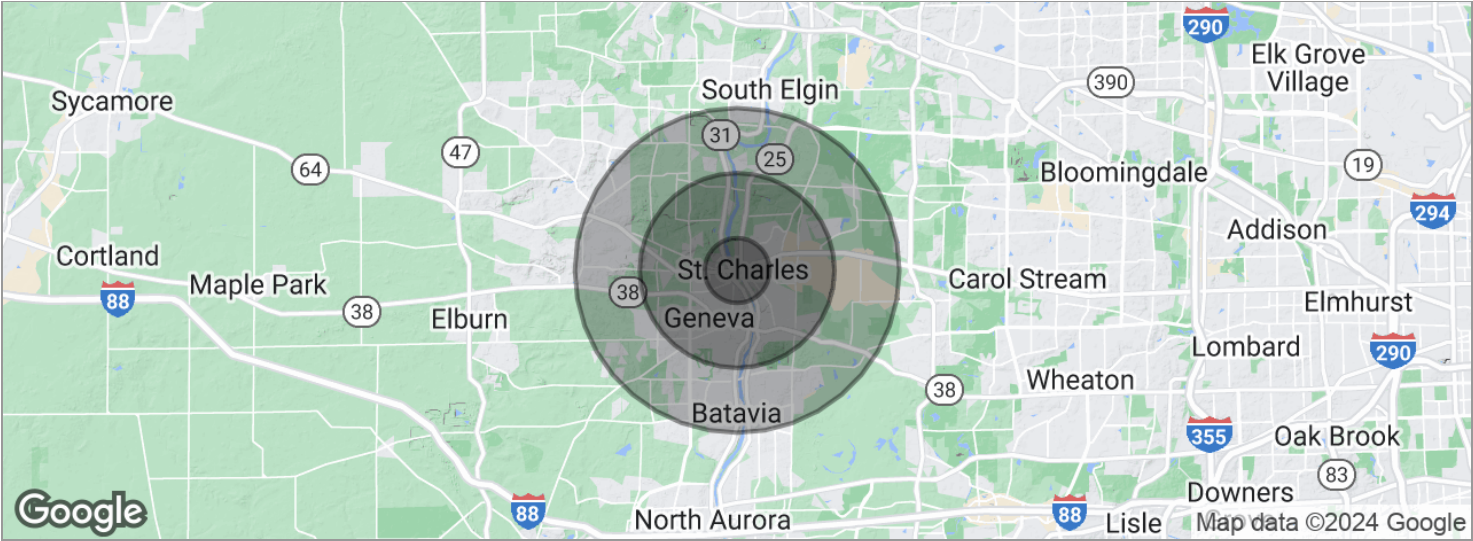 290
Elk Grove
Village
390
South Elgin
Sycamore
31
25
47
64
19
Bloomingdale
294
Addison
Cortland
St. Charles
Carol Stream
Maple Park
88
38
38
Elmhurst
Geneva
Elburn
Lombard
290
Wheaton
38
Batavia
355
Oak Brook
83
Downers
Google
88
North Aurora
88
Lisle
Map data ©2024 Google